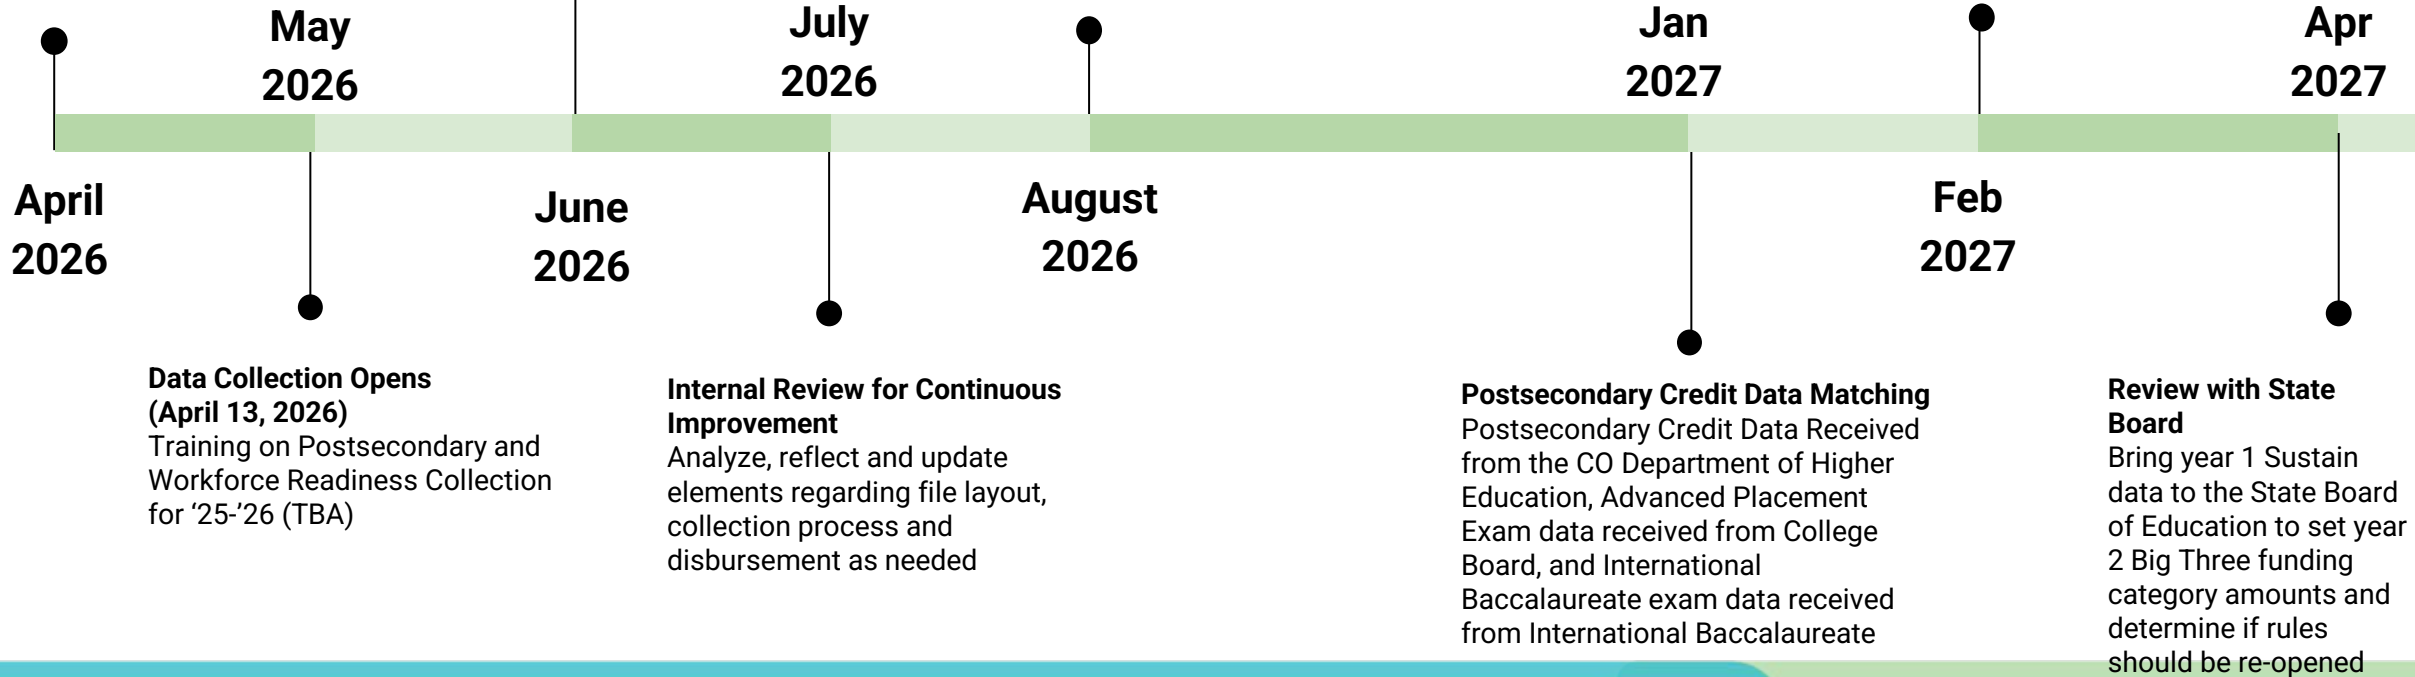 May
2026
July
2026
Jan
2027
Apr
2027
April
2026
June
2026
August
2026
Feb
2027
Data Collection Opens
(April 13, 2026)
Training on Postsecondary and
Workforce Readiness Collection
for ‘25-’26 (TBA)
Internal Review for Continuous
Improvement
Analyze, reflect and update
elements regarding file layout,
collection process and
disbursement as needed
Postsecondary Credit Data Matching
Postsecondary Credit Data Received
from the CO Department of Higher
Education, Advanced Placement
Exam data received from College
Board, and International
Baccalaureate exam data received
from International Baccalaureate
Review with State
Board
Bring year 1 Sustain
data to the State Board
of Education to set year
2 Big Three funding
category amounts and
determine if rules
should be re-opened